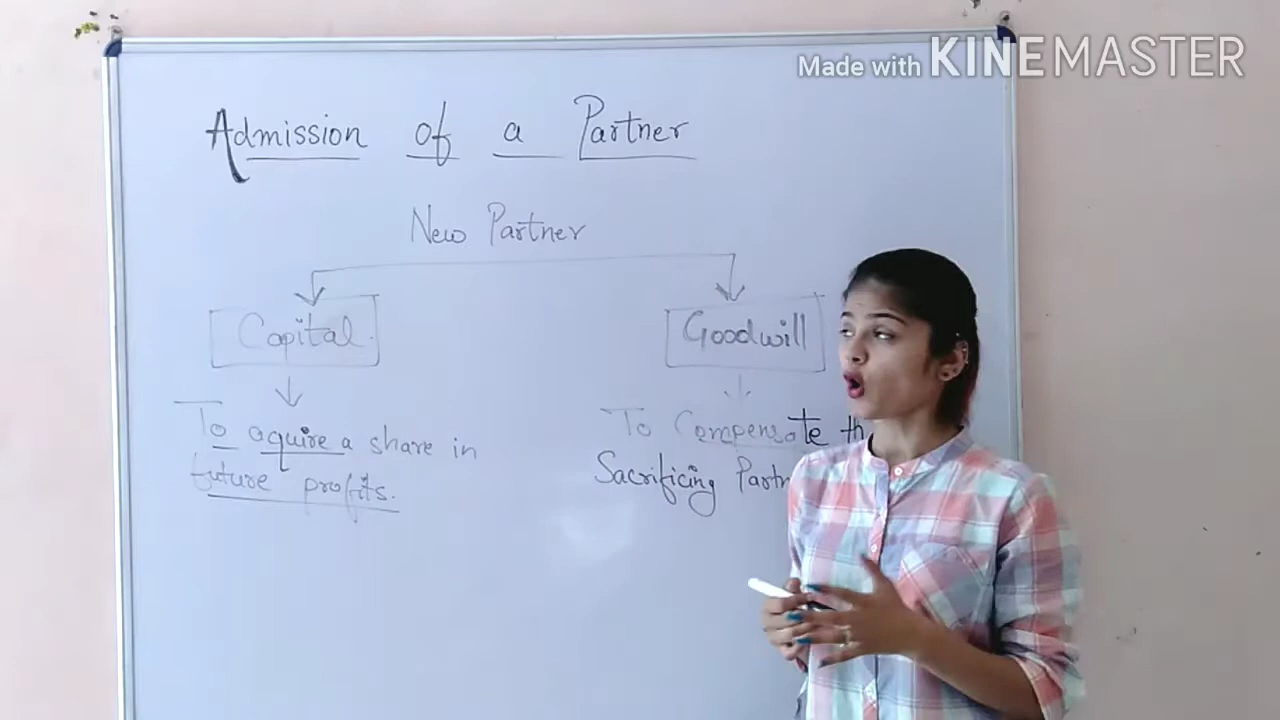 Made with KINEMASTER
Admission of a Partner
New Partner
Capital
Goodwill
To aquire a share in
future profits.
To Compensate th
Sacrificing Partn